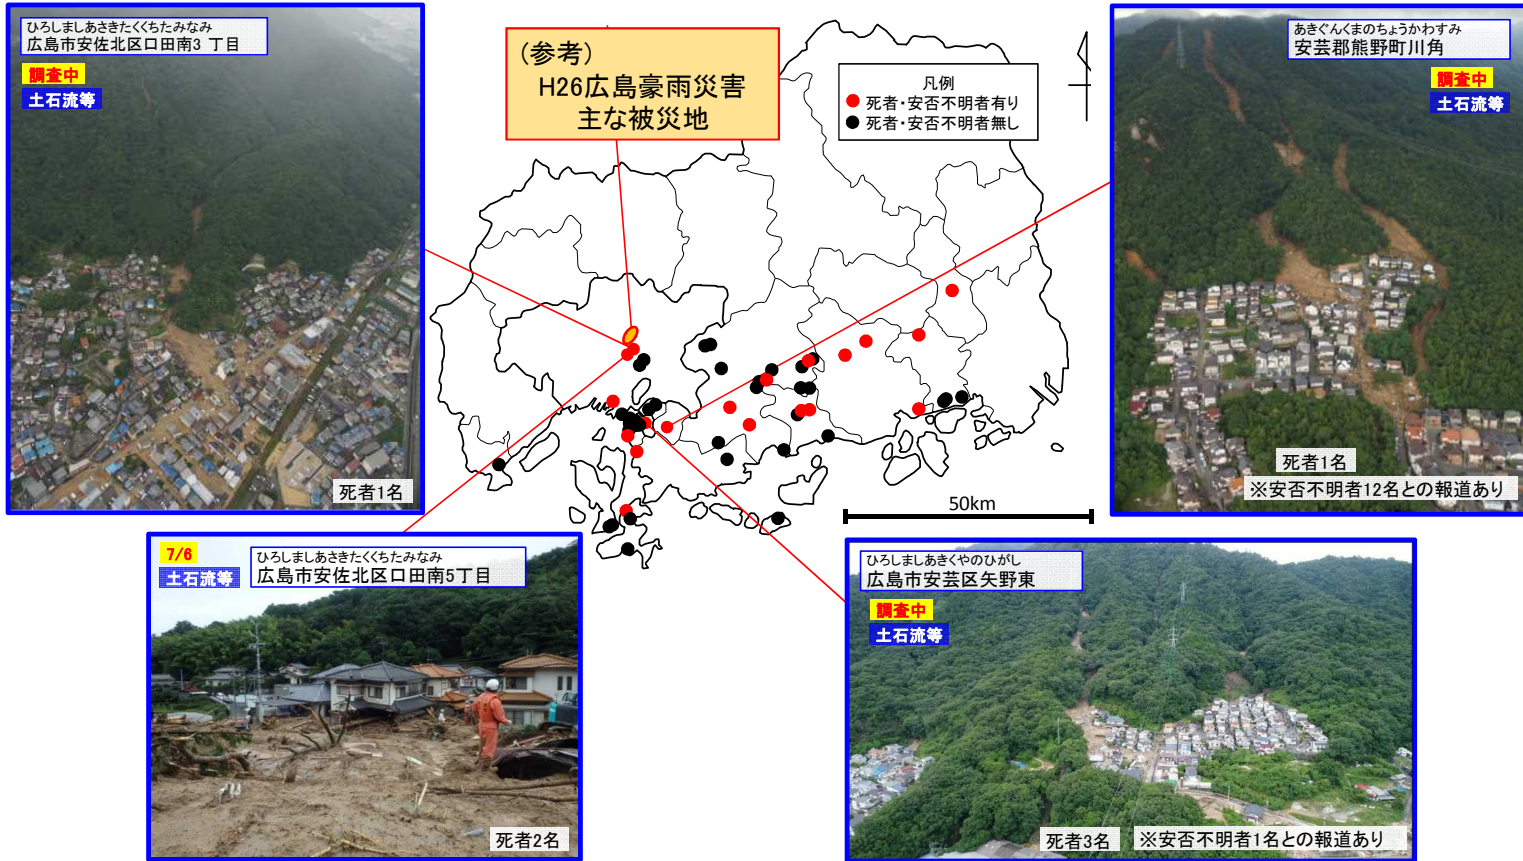 ひろしましあさきたくくちたみなみ
広島市安佐北区口田南3 丁目
調査中
土石流等
死者1名
(参考)
H26広島豪雨災害
主な被災地
凡例
死者・安否不明者有り
死者・安否不明者無し
あきぐんくまのちょうかわすみ
安芸郡熊野町川角
調査中
土石流等
死者1名
※安否不明者12名との報道あり
50km
7/6
土石流等
ひろしましあさきたくくちたみなみ
広島市安佐北区口田南5丁目
死者2名
ひろしましあきくやのひがし
広島市安芸区矢野東
調査中
土石流等
死者3名
※安否不明者1名との報道あり